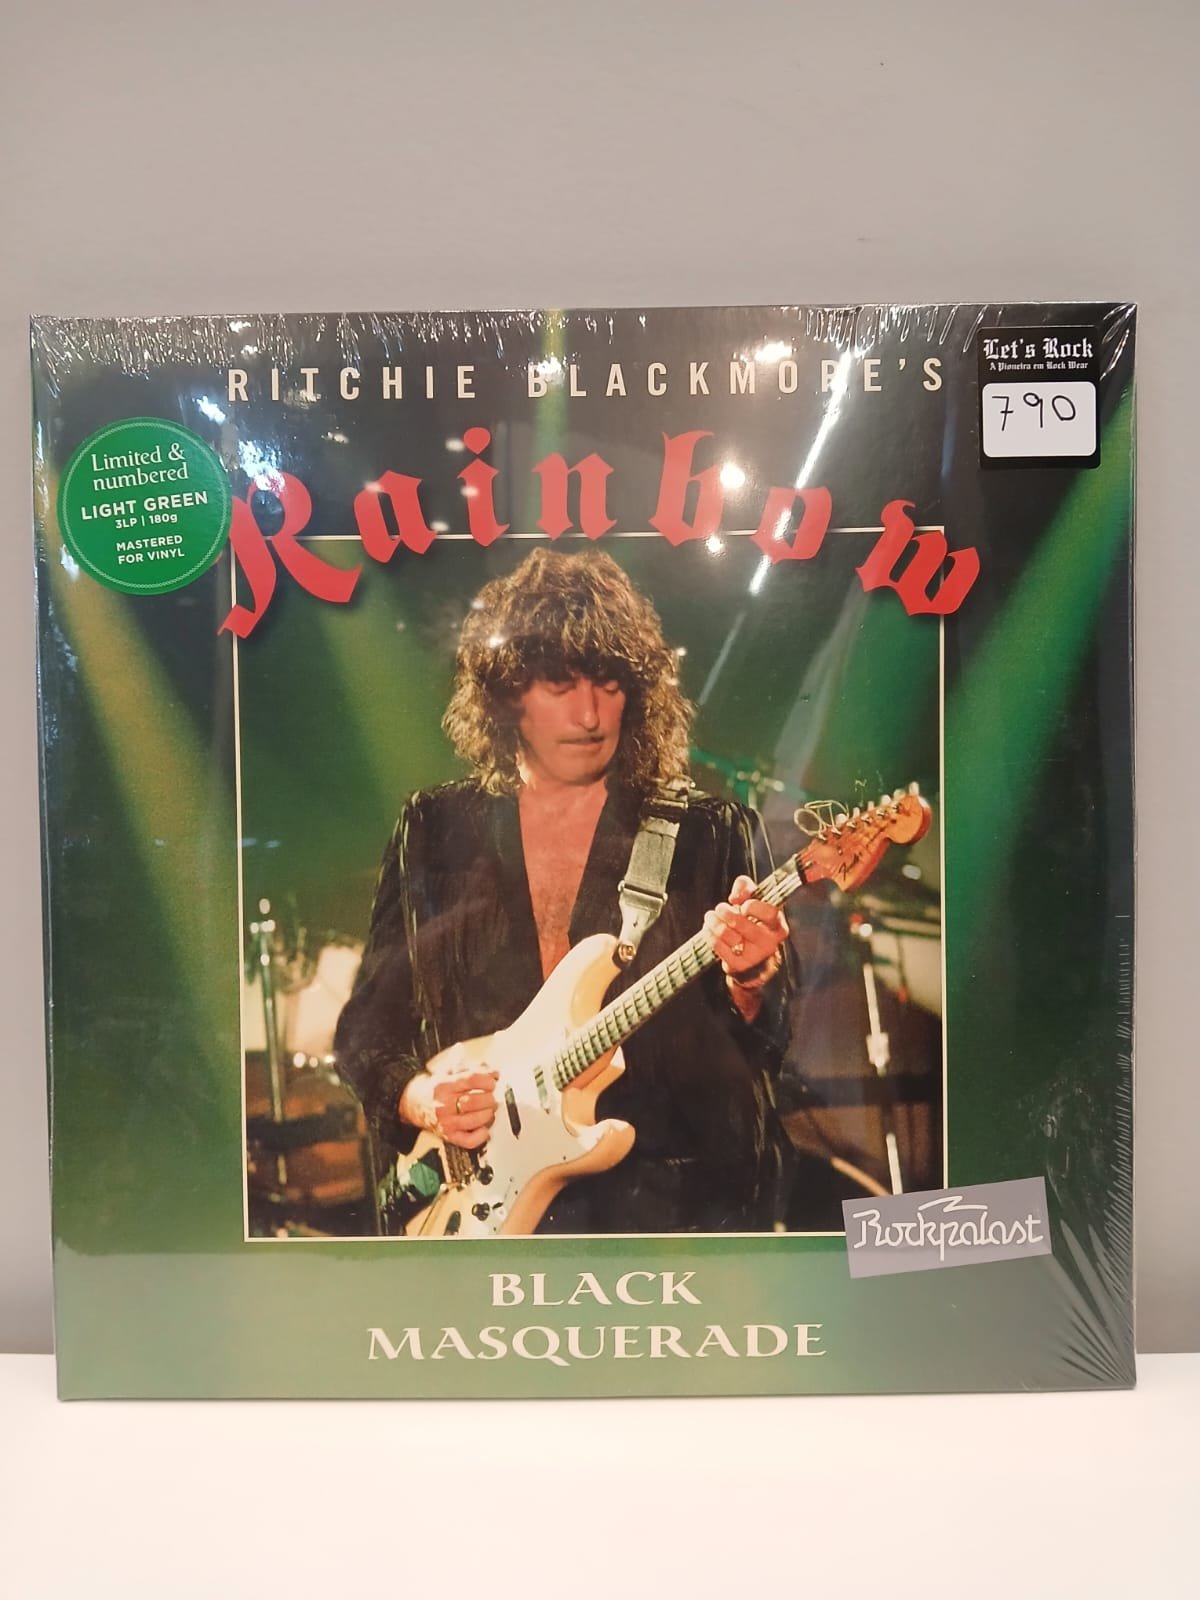 Let's Rock
A Pioneira em Rock Wear
790
RITCHIE BLACKMORE'S
Rainbow
Limited &
numbered
LIGHT GREEN
3LP | 180g
MASTERED
FOR VINYL
Fender
Rockpalast
BLACK
MASQUERADE